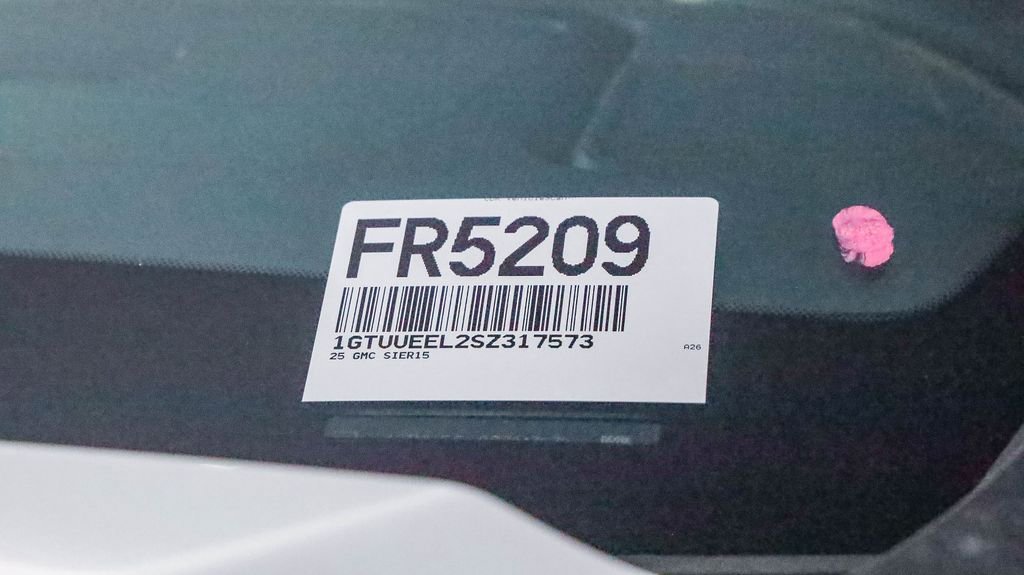 FR5209
1GTUUEEL2SZ317573
25 GMC SIER15
A26